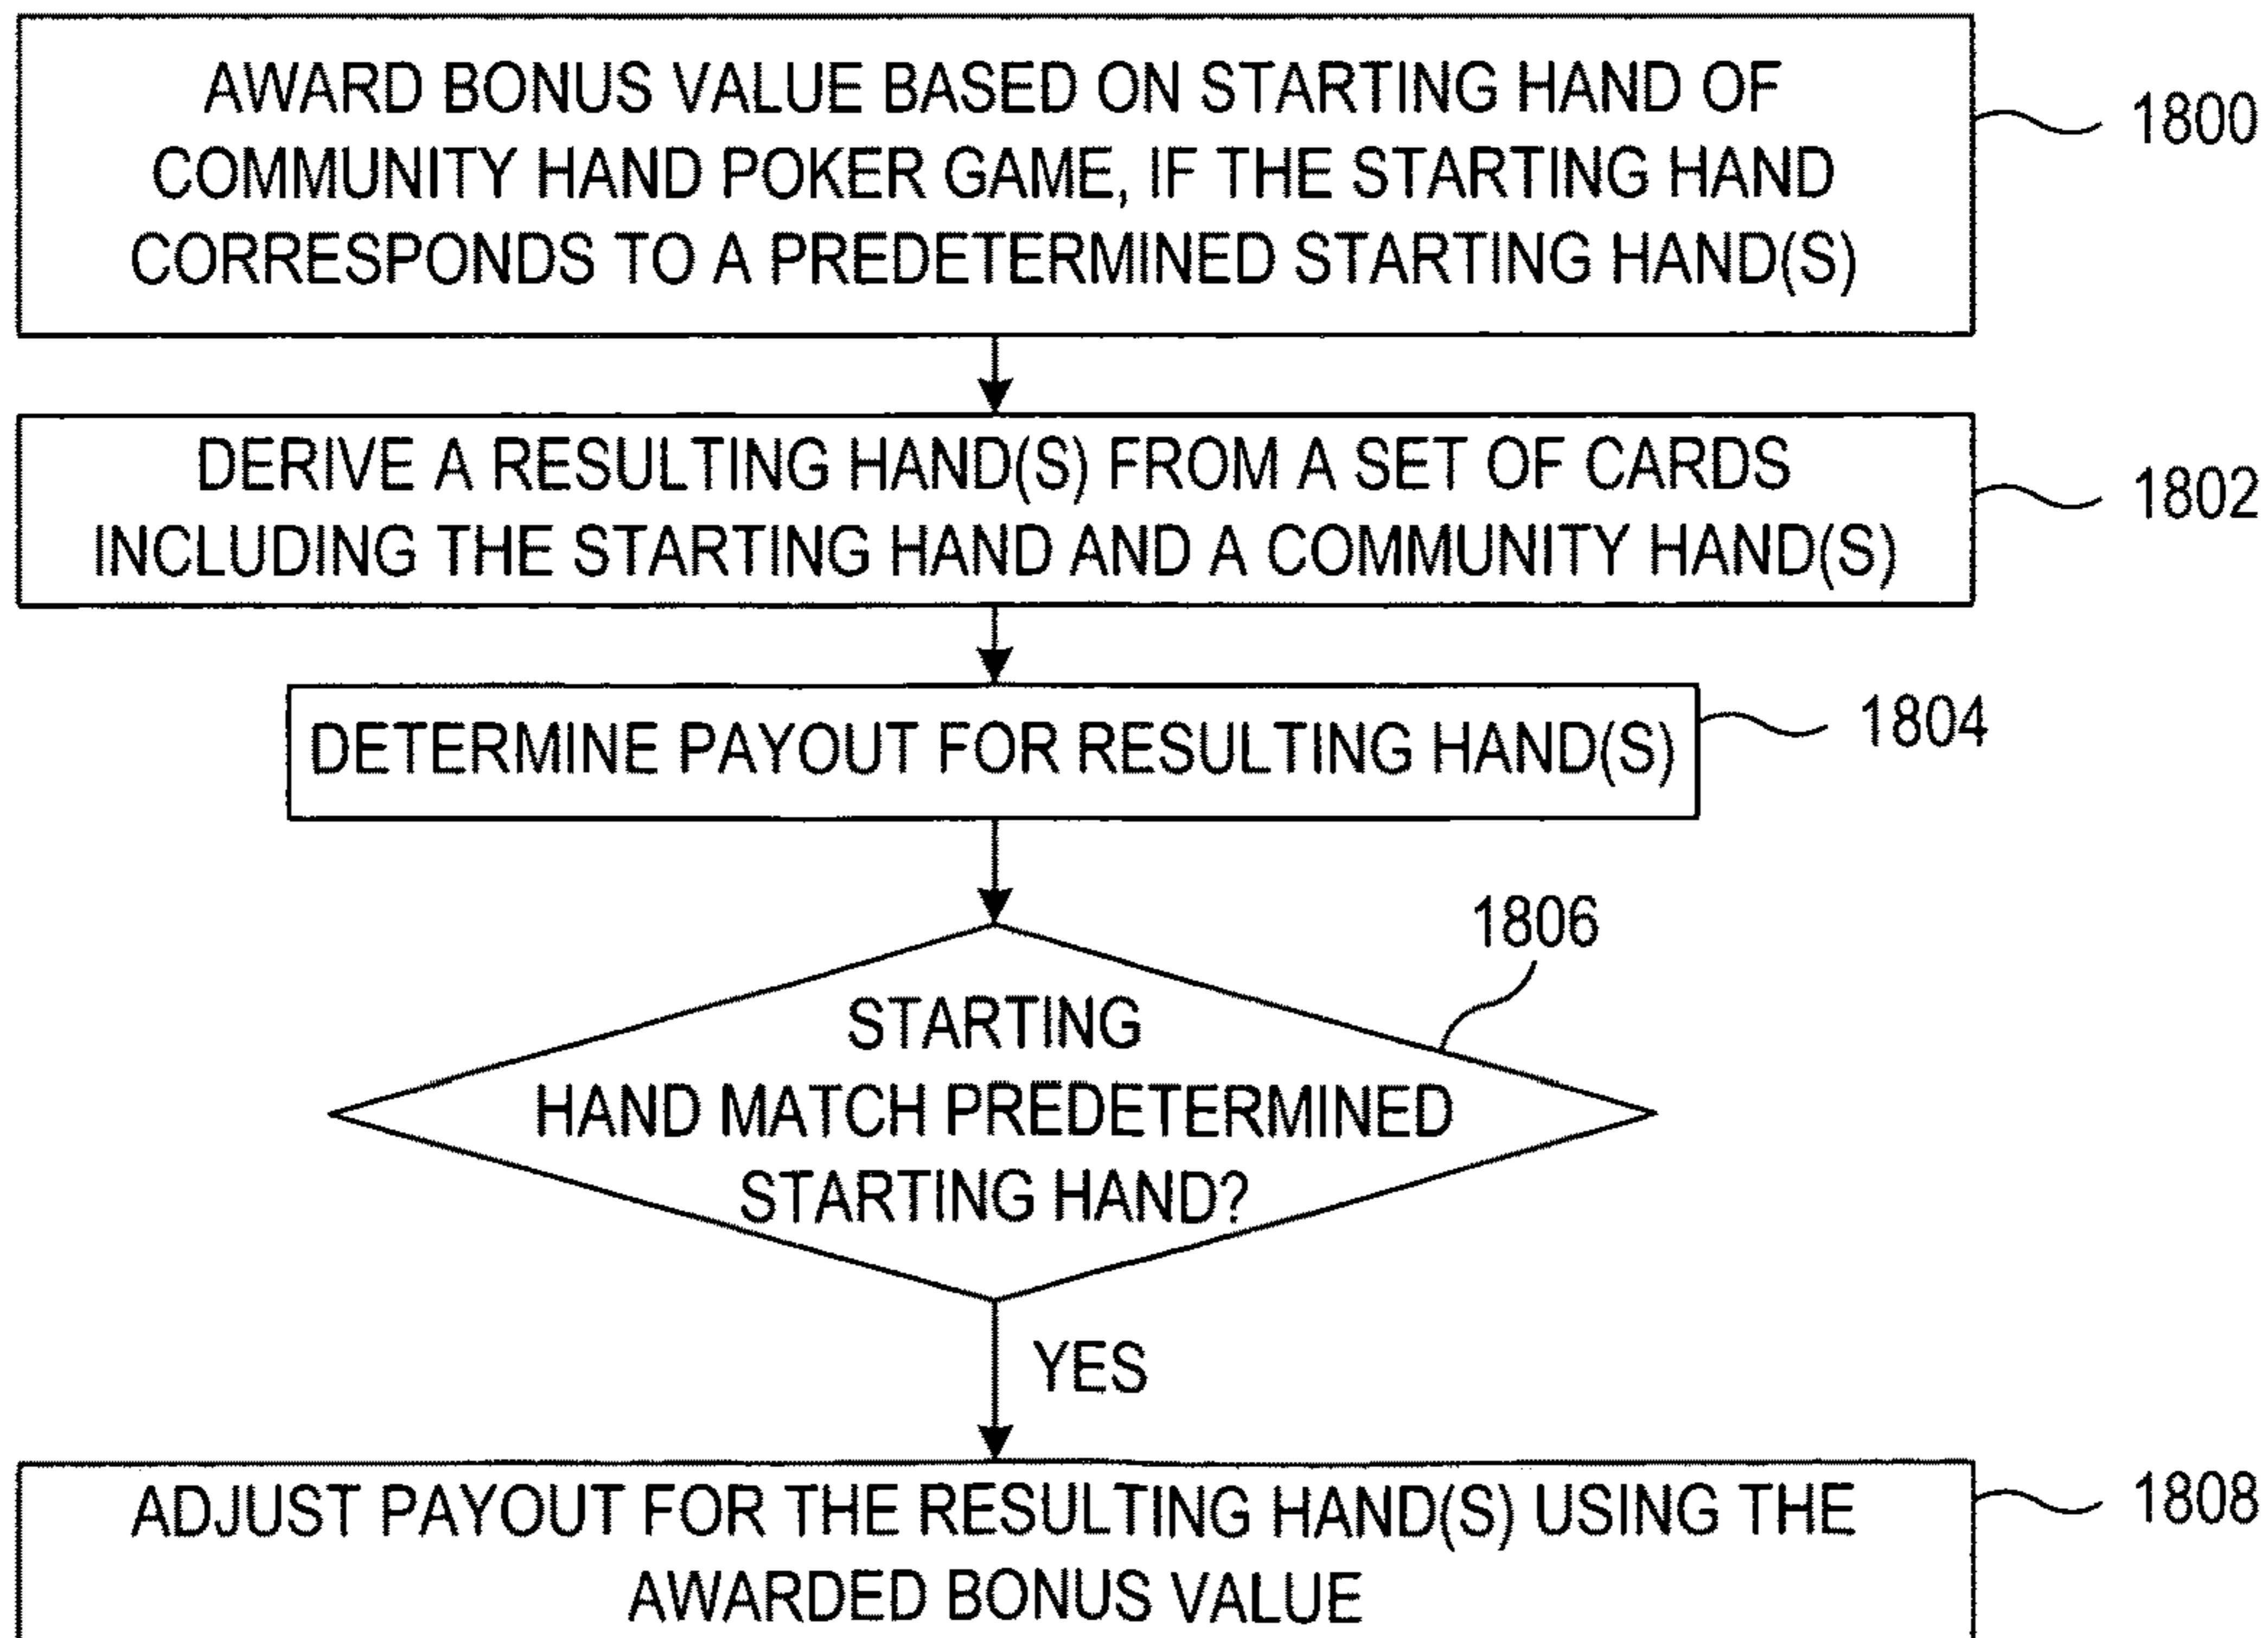 AWARD BONUS VALUE BASED ON STARTING HAND OF
COMMUNITY HAND POKER GAME, IF THE STARTING HAND
CORRESPONDS TO A PREDETERMINED STARTING HAND(S)
1800
DERIVE A RESULTING HAND(S) FROM A SET OF CARDS
INCLUDING THE STARTING HAND AND A COMMUNITY HAND(S)
1802
DETERMINE PAYOUT FOR RESULTING HAND(S)
1804
1806
STARTING
HAND MATCH PREDETERMINED
STARTING HAND?
YES
ADJUST PAYOUT FOR THE RESULTING HAND(S) USING THE
AWARDED BONUS VALUE
1808